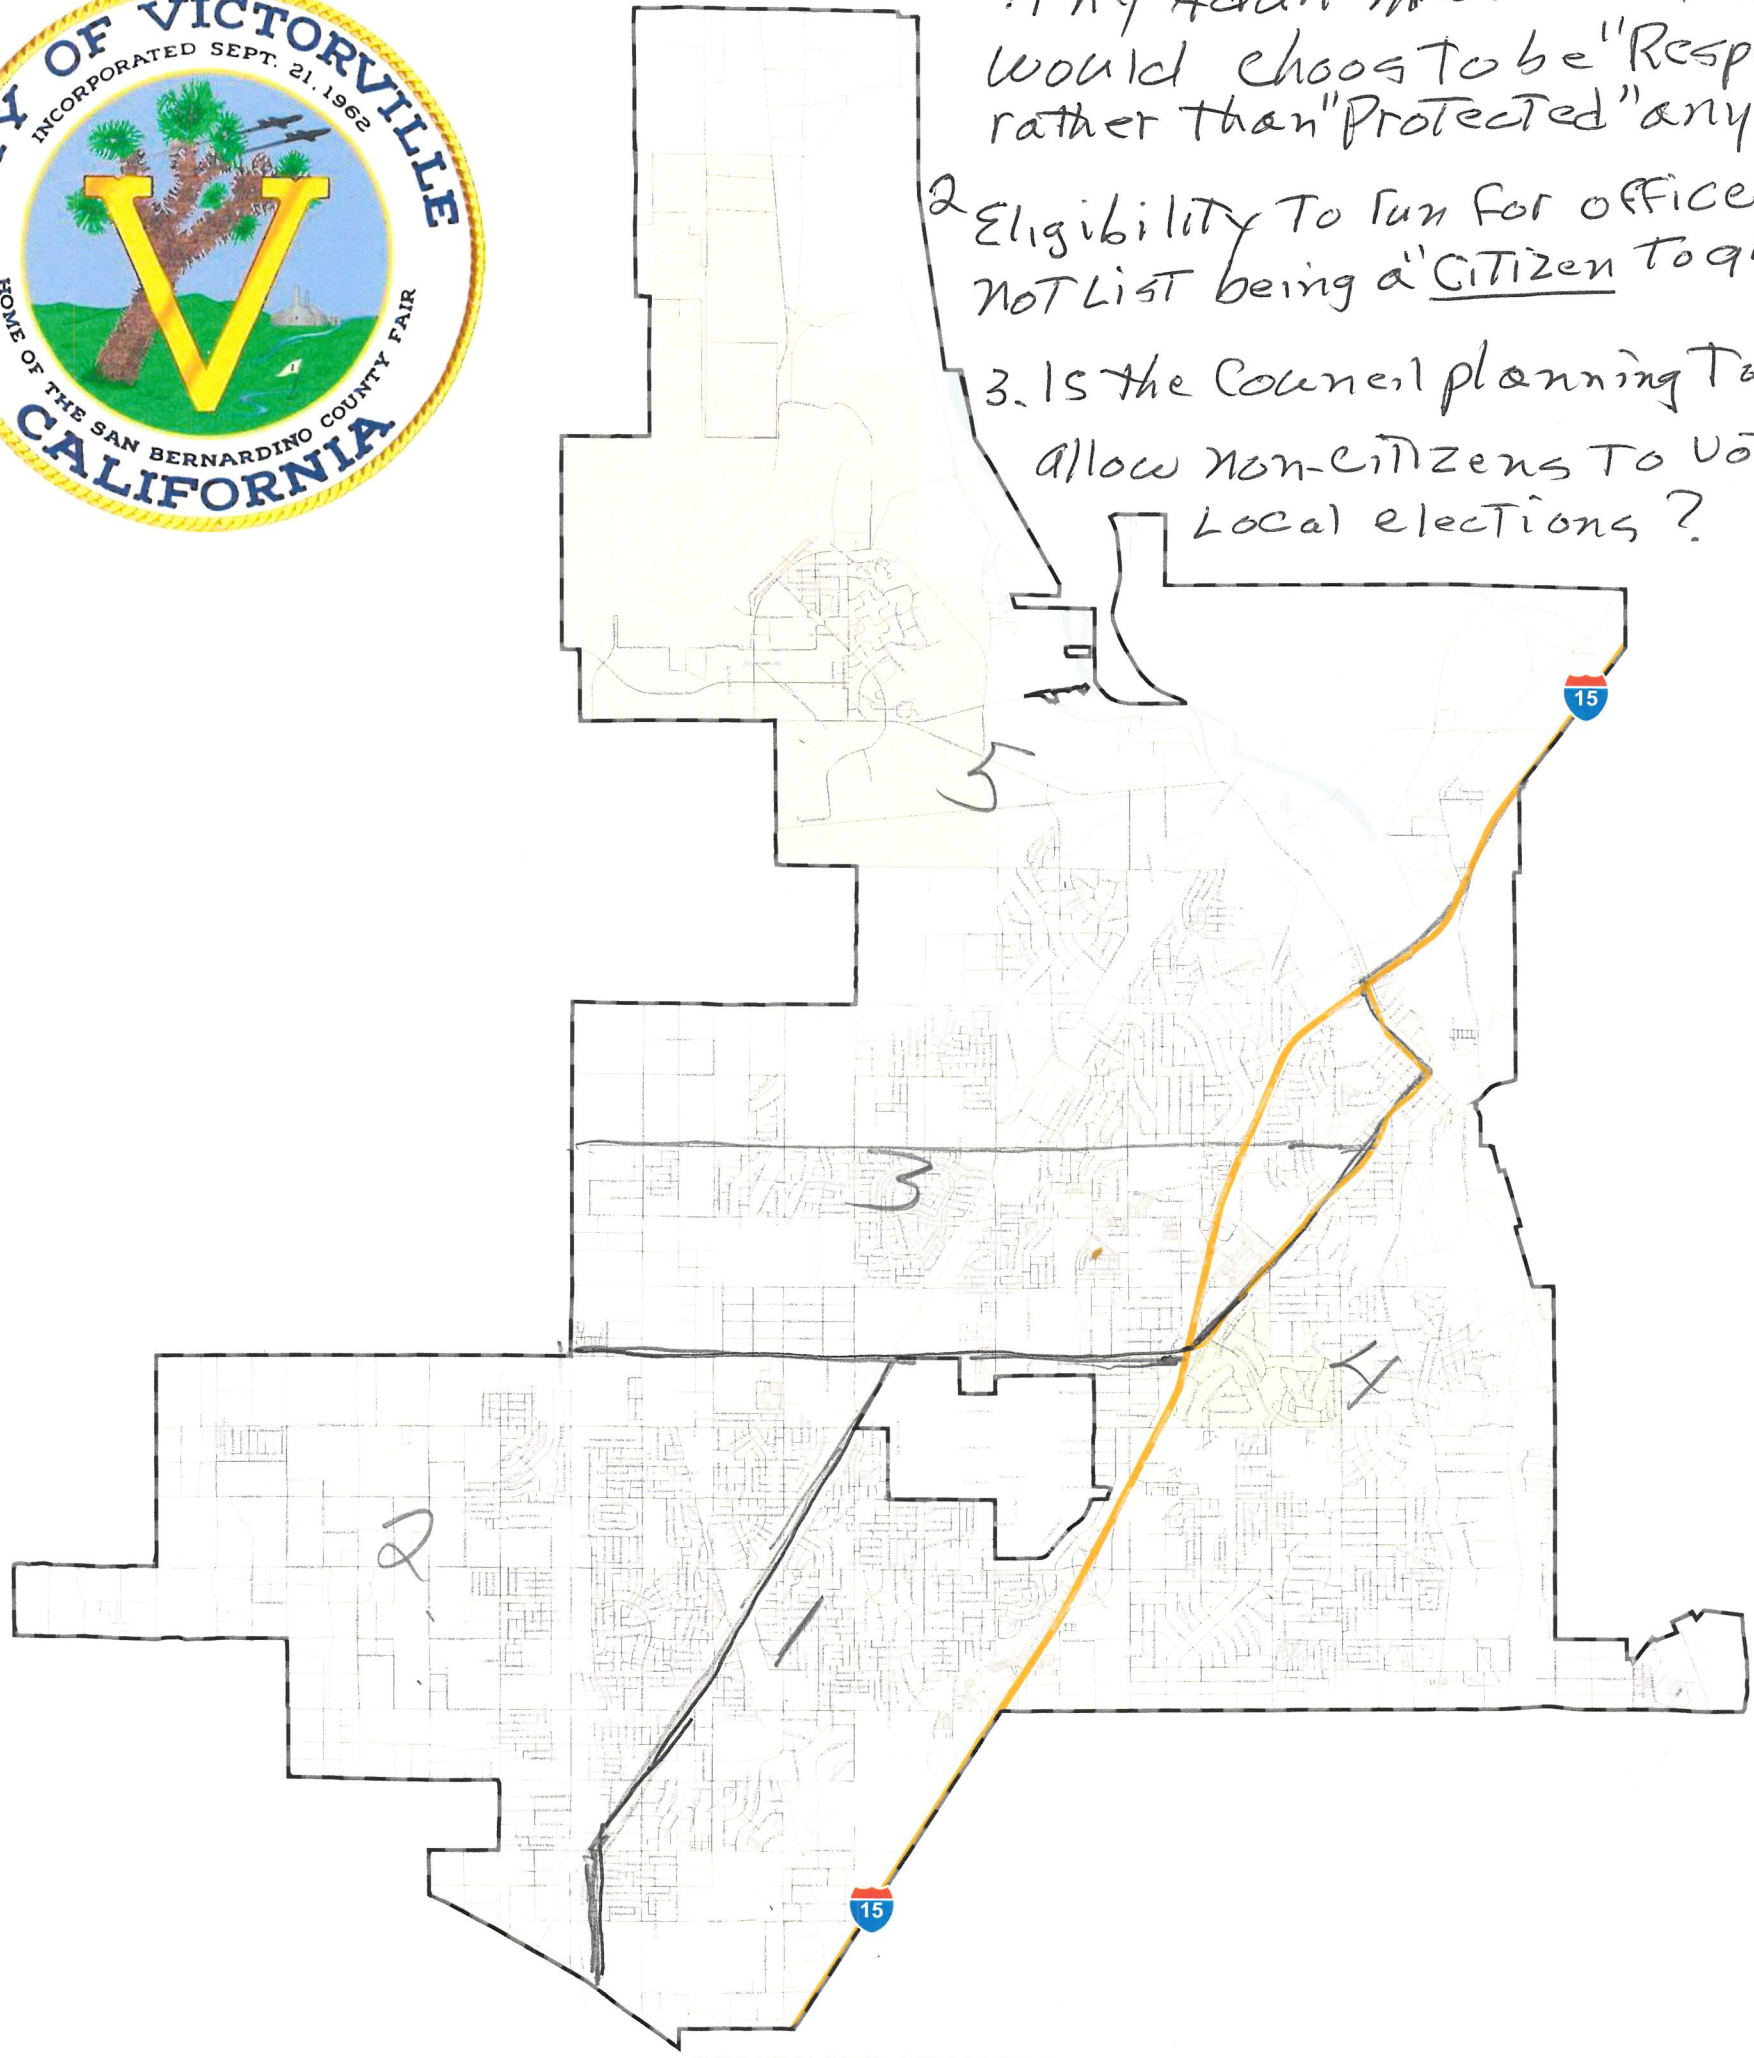 CITY OF VICTORVILLE
INCORPORATED SEPT. 21, 1962
HOME OF THE SAN BERNARDINO COUNTY FAIR
CALIFORNIA
would choos To be "Resp
rather than "ProTecTed" any
2 EligibiliTy To run for office
noT LisT being a "CiTizen To q
3. Is the Council planning To
allow non-ciTizens To vo
Local elecTions ?
15
5
3
4
2
1
15